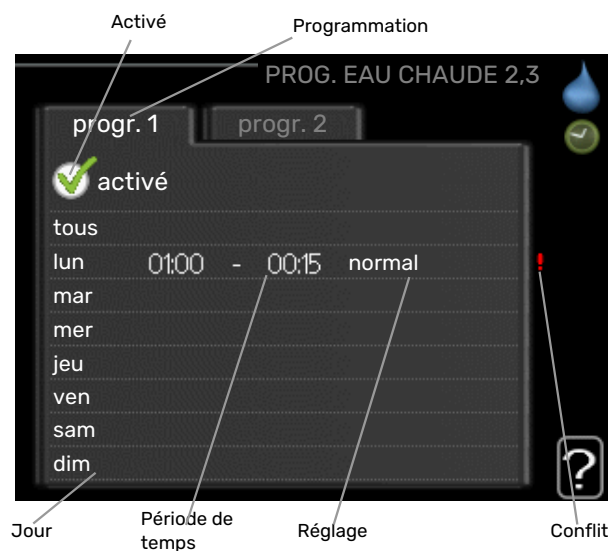 Activé
Programmation
PROG. EAU CHAUDE 2,3
progr. 1
progr. 2
activé
tous
lun 01:00 - 00:15 normal !
mar
mer
jeu
ven
sam
dim
?
Jour
Période de
temps
Réglage
Conflit